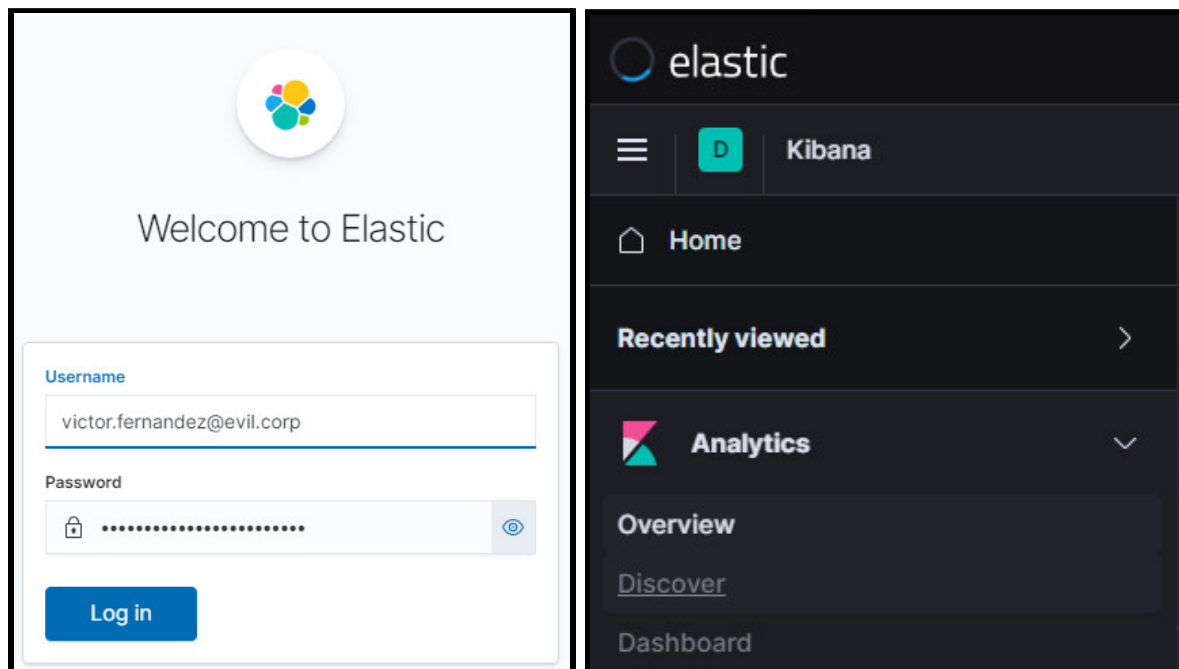 Welcome to Elastic
Username
victor.fernandez@evil.corp
Password
••••••••••••••••••••••••
Log in
elastic
D Kibana
Home
Recently viewed
Analytics
Overview
Discover
Dashboard